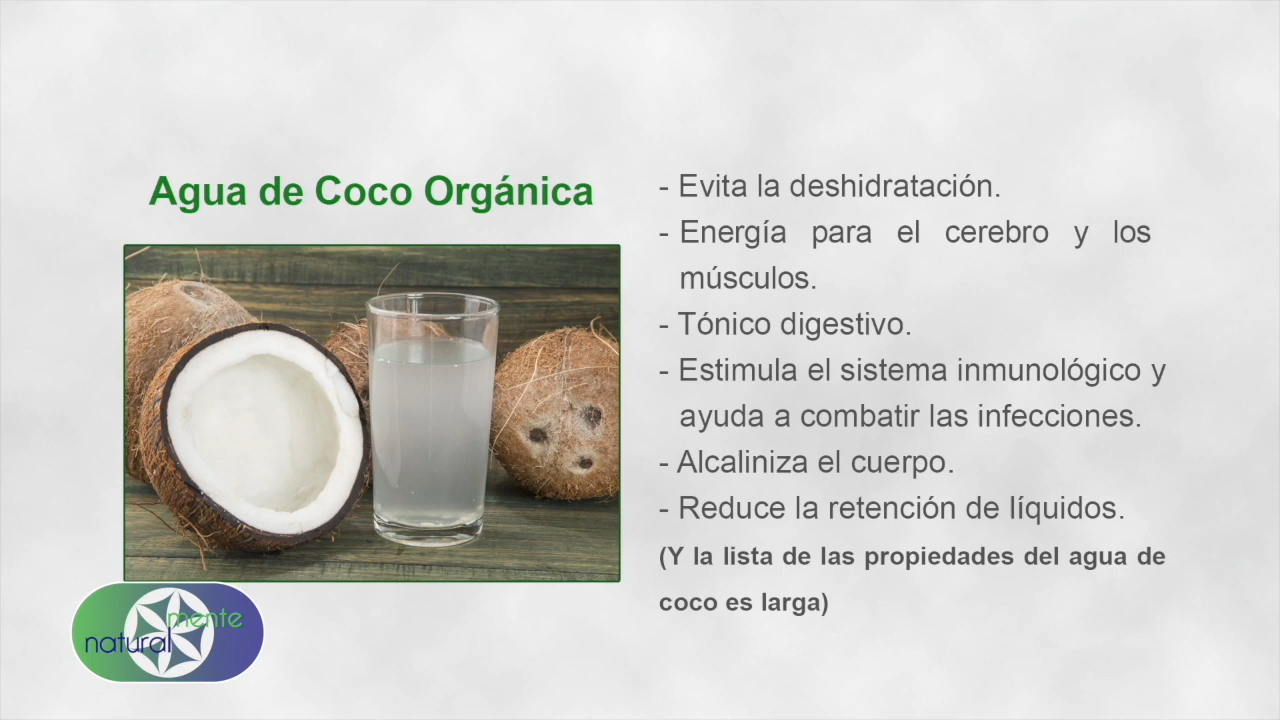 Agua de Coco Orgánica
- Evita la deshidratación.
- Energía para el cerebro y los
músculos.
- Tónico digestivo.
- Estimula el sistema inmunológico y
ayuda a combatir las infecciones.
- Alcaliniza el cuerpo.
- Reduce la retención de líquidos.
(Y la lista de las propiedades del agua de
coco es larga)
natural
mente